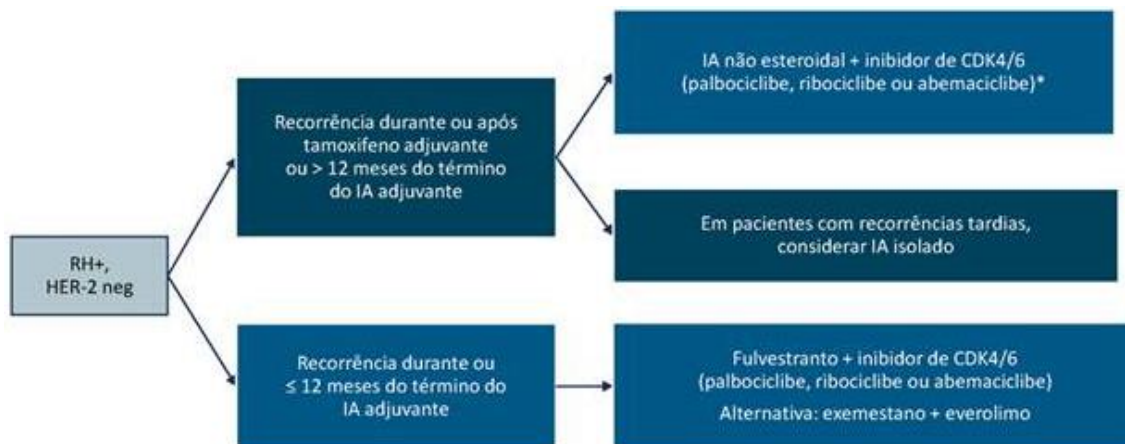 RH+,
HER-2 neg
Recorrência durante ou após
tamoxifeno adjuvante
ou > 12 meses do término
do IA adjuvante
IA não esteroidal + inibidor de CDK4/6
(palbociclibe, ribociclibe ou abemaciclibe)*
Em pacientes com recorrências tardias,
considerar IA isolado
Recorrência durante ou
≤ 12 meses do término do
IA adjuvante
Fulvestranto + inibidor de CDK4/6
(palbociclibe, ribociclibe ou abemaciclibe)
Alternativa: exemestano + everolimo